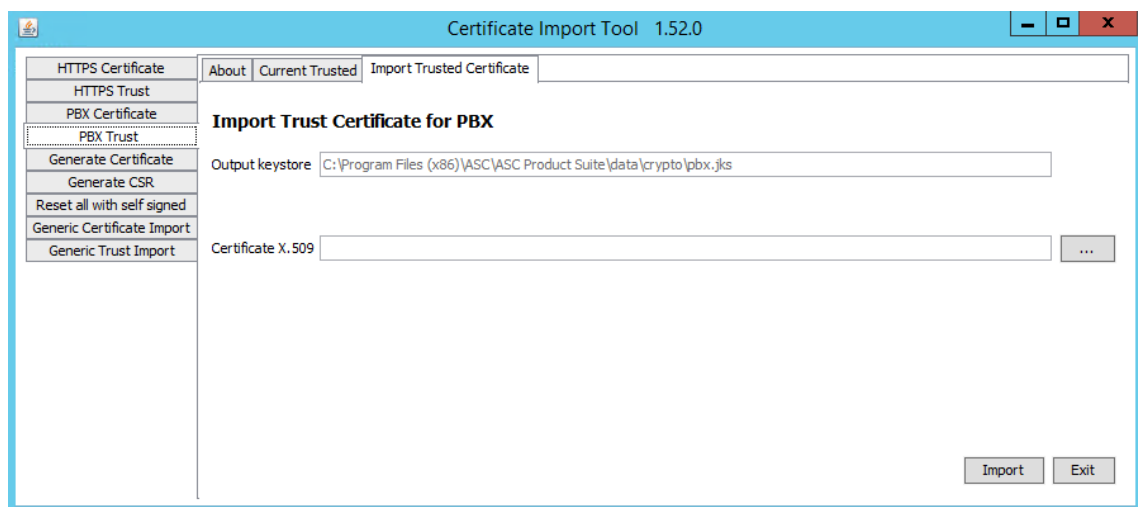 Certificate Import Tool 1.52.0
HTTPS Certificate
HTTPS Trust
PBX Certificate
PBX Trust
Generate Certificate
Generate CSR
Reset all with self signed
Generic Certificate Import
Generic Trust Import
About Current Trusted Import Trusted Certificate
Import Trust Certificate for PBX
Output keystore C:\Program Files (x86)\ASC\ASC Product Suite\data\crypto\pbx.jks
Certificate X.509 ...
Import Exit